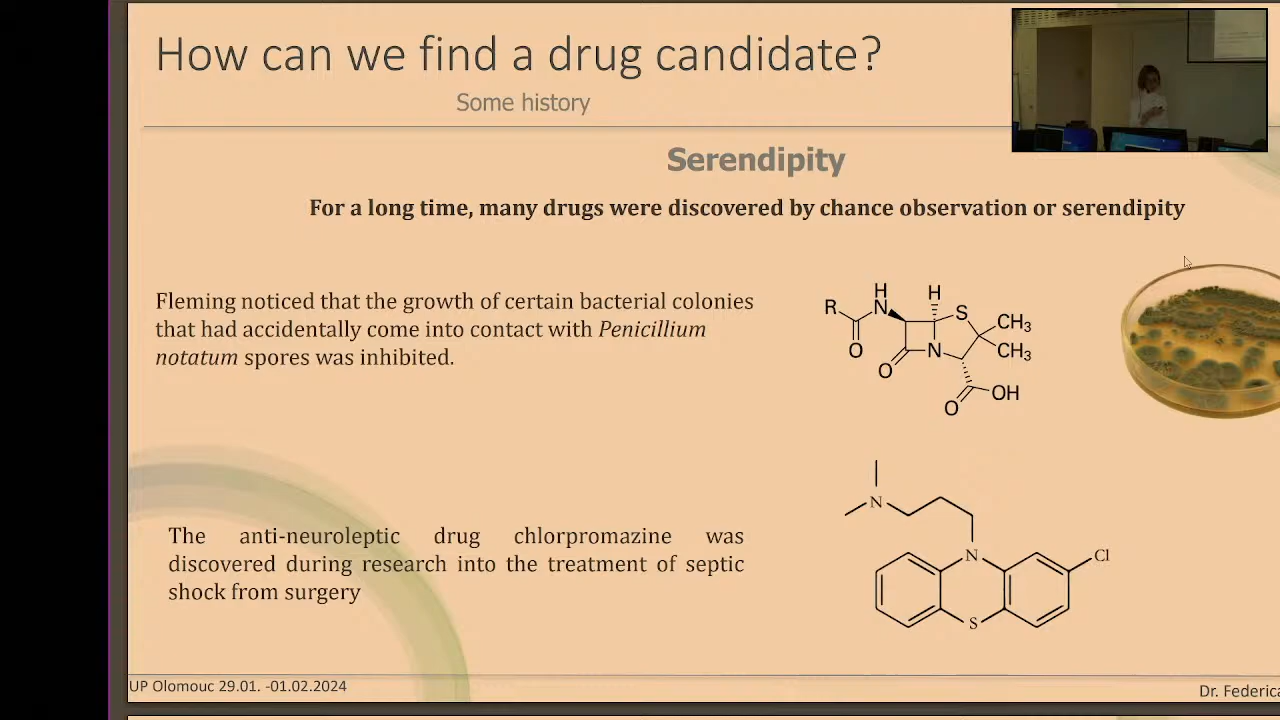 How can we find a drug candidate?
Some history
Serendipity
For a long time, many drugs were discovered by chance observation or serendipity
Fleming noticed that the growth of certain bacterial colonies
that had accidentally come into contact with Penicillium
notatum spores was inhibited.
H
H
R
N
S
CH₃
O
N
CH₃
O
O
OH
N
The anti-neuroleptic drug chlorpromazine was
discovered during research into the treatment of septic
shock from surgery
N
Cl
S
UP Olomouc 29.01. -01.02.2024
Dr. Federica